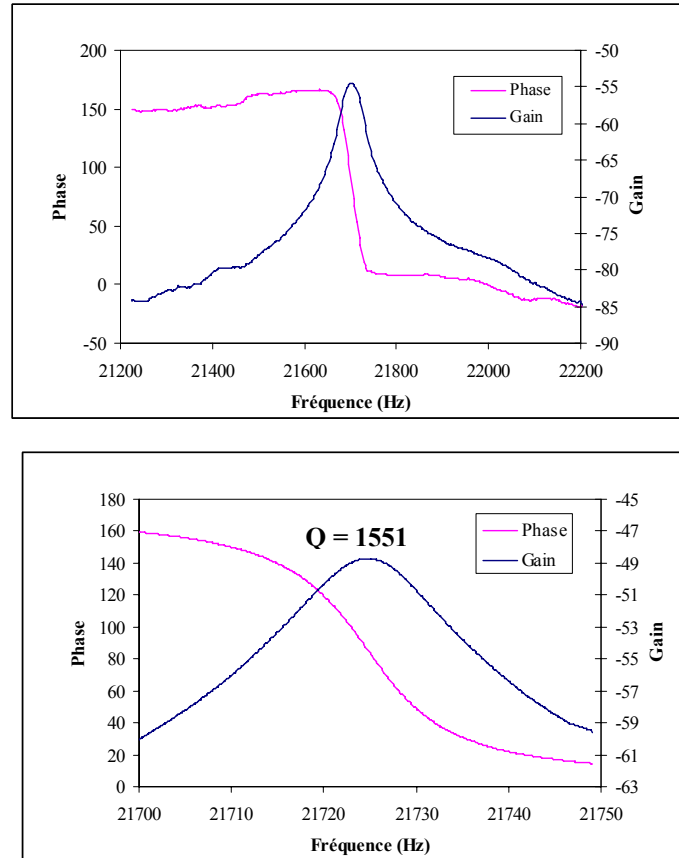 200
150
100
50
0
-50
Phase
-50
-55
-60
-65
-70
-75
-80
-85
-90
Gain
Phase
Gain
21200 21400 21600 21800 22000 22200
Fréquence (Hz)
180
160
140
120
100
80
60
40
20
0
Phase
Q = 1551
-45
-47
-49
-51
-53
-55
-57
-59
-61
-63
Gain
Phase
Gain
21700 21710 21720 21730 21740 21750
Fréquence (Hz)